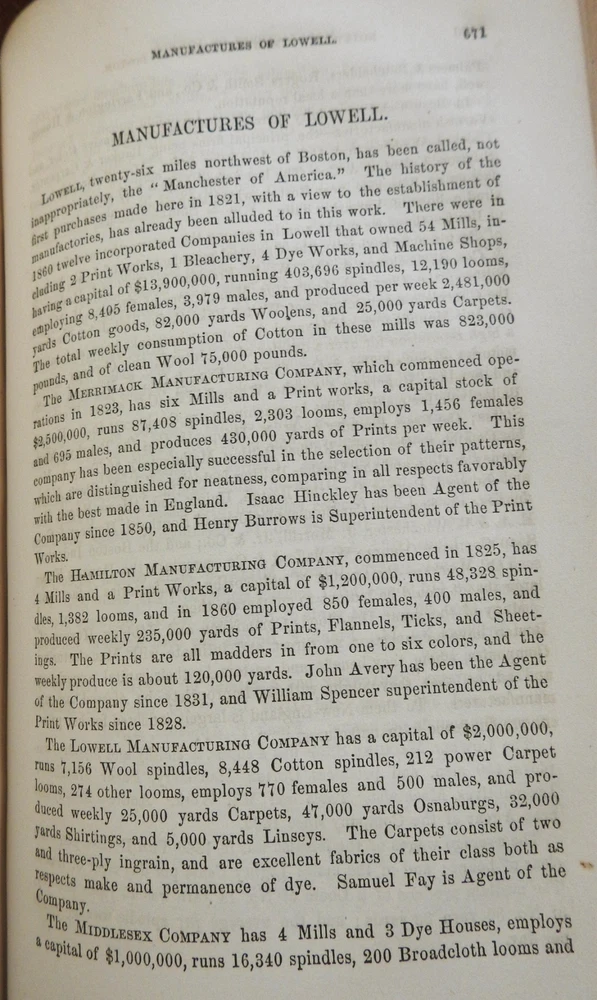 MANUFACTURES OF LOWELL.
671
MANUFACTURES OF LOWELL.
LOWELL, twenty-six miles northwest of Boston, has been called, not
inappropriately, the "Manchester of America." The history of the
first purchases made here in 1821, with a view to the establishment of
manufactories, has already been alluded to in this work. There were in
1860 twelve incorporated Companies in Lowell that owned 54 Mills, in-
cluding 2 Print Works, 1 Bleachery, 4 Dye Works, and Machine Shops,
having a capital of $13,900,000, running 403,696 spindles, 12,190 looms,
employing 8,405 females, 3,979 males, and produced per week 2,481,000
yards Cotton goods, 82,000 yards Woolens, and 25,000 yards Carpets.
The total weekly consumption of Cotton in these mills was 823,000
pounds, and of clean Wool 75,000 pounds.
The MERRIMACK MANUFACTURING COMPANY, which commenced ope-
rations in 1823, has six Mills and a Print works, a capital stock of
$2,500,000, runs 87,408 spindles, 2,303 looms, employs 1,456 females
and 695 males, and produces 430,000 yards of Prints per week. This
company has been especially successful in the selection of their patterns,
which are distinguished for neatness, comparing in all respects favorably
with the best made in England. Isaac Hinckley has been Agent of the
Company since 1850, and Henry Burrows is Superintendent of the Print
Works.
The HAMILTON MANUFACTURING COMPANY, commenced in 1825, has
4 Mills and a Print Works, a capital of $1,200,000, runs 48,328 spin-
dles, 1,382 looms, and in 1860 employed 850 females, 400 males, and
produced weekly 235,000 yards of Prints, Flannels, Ticks, and Sheet-
ings. The Prints are all madders in from one to six colors, and the
weekly produce is about 120,000 yards. John Avery has been the Agent
of the Company since 1831, and William Spencer superintendent of the
Print Works since 1828.
The LOWELL MANUFACTURING COMPANY has a capital of $2,000,000,
runs 7,156 Wool spindles, 8,448 Cotton spindles, 212 power Carpet
looms, 274 other looms, employs 770 females and 500 males, and pro-
duced weekly 25,000 yards Carpets, 47,000 yards Osnaburgs, 32,000
yards Shirtings, and 5,000 yards Linseys. The Carpets consist of two
and three-ply ingrain, and are excellent fabrics of their class both as
respects make and permanence of dye. Samuel Fay is Agent of the
Company.
The MIDDLESEX COMPANY has 4 Mills and 3 Dye Houses, employs
a capital of $1,000,000, runs 16,340 spindles, 200 Broadcloth looms and